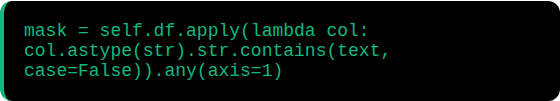 mask = self.df.apply(lambda col:
col.astype(str).str.contains(text,
case=False)).any(axis=1)